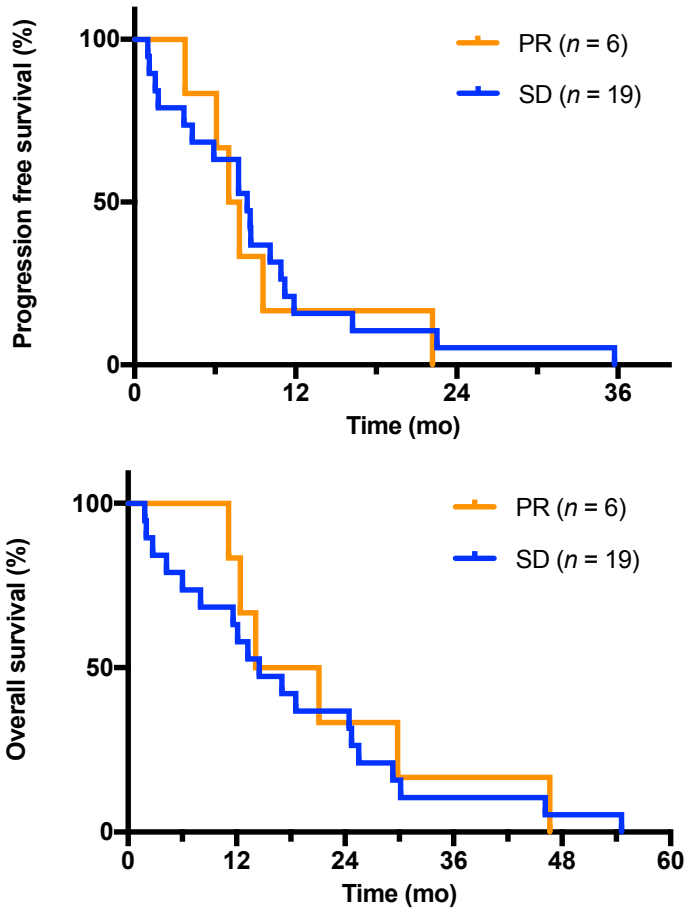 Progression free survival (%)
100
50
0
PR (n = 6)
SD (n = 19)
0 12 24 36
Time (mo)
Overall survival (%)
100
50
0
PR (n = 6)
SD (n = 19)
0 12 24 36 48 60
Time (mo)